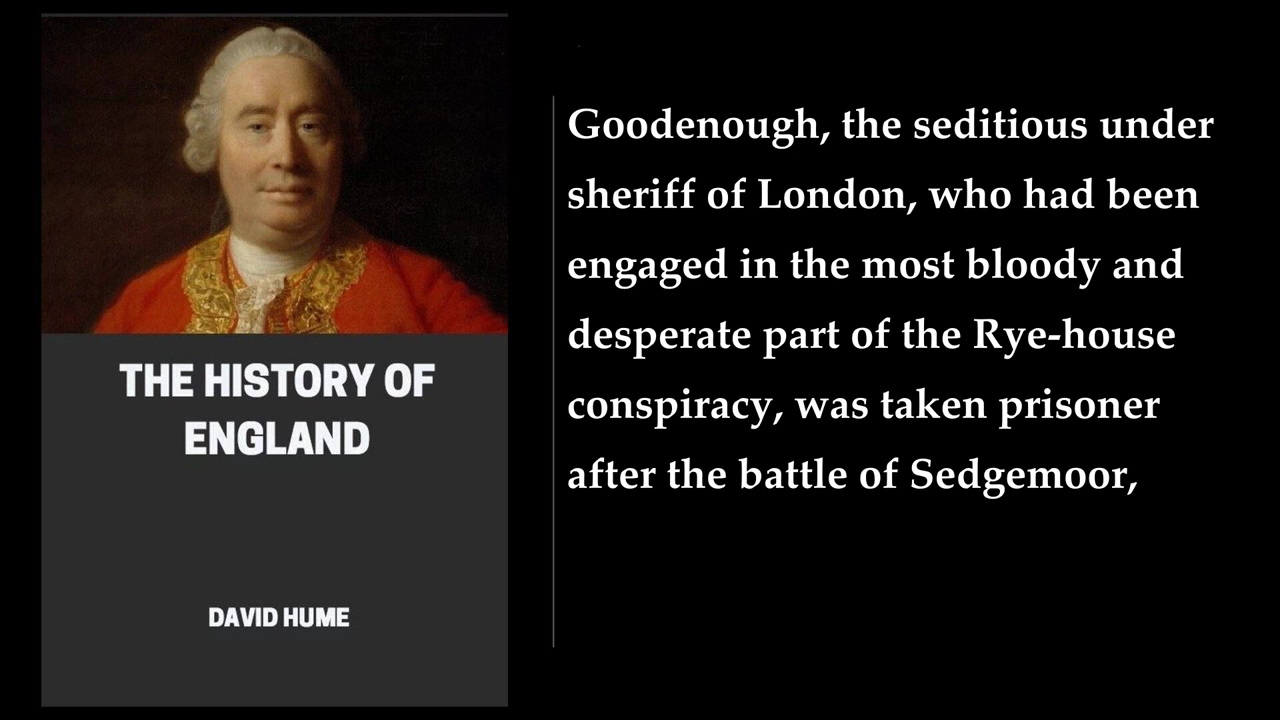 THE HISTORY OF
ENGLAND
DAVID HUME
Goodenough, the seditious under
sheriff of London, who had been
engaged in the most bloody and
desperate part of the Rye-house
conspiracy, was taken prisoner
after the battle of Sedgemoor,